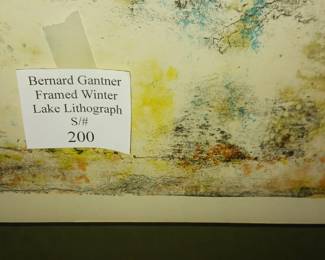 Bernard Gantner
Framed Winter
Lake Lithograph
S/#
200